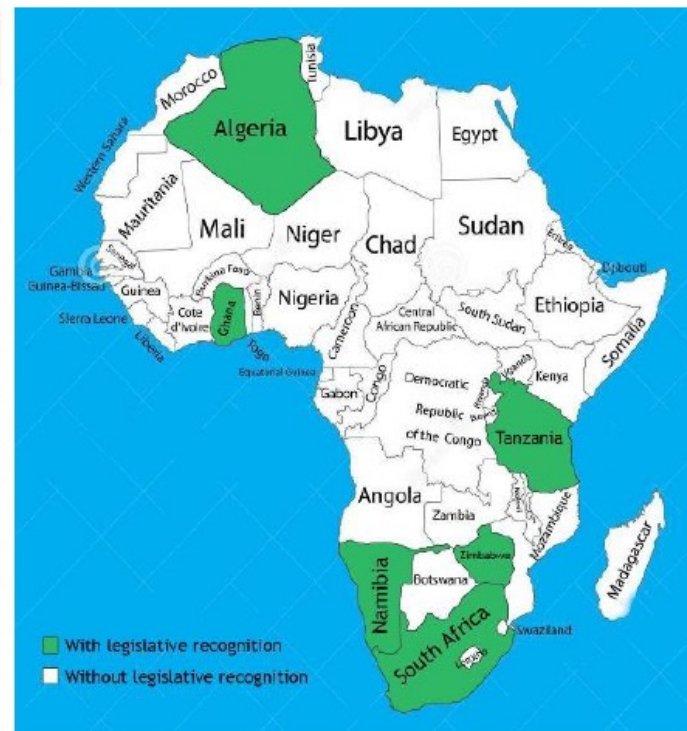 Tunisia
Morocco
Algeria
Libya
Egypt
Western Sahara
Mauritania
Mali
Niger
Chad
Sudan
Eritrea
Djibouti
Senegal
Gambia
Guinea-Bissau
Guinea
Sierra Leone
Liberia
Cote
d'Ivoire
Burkina Faso
Ghana
Togo
Benin
Nigeria
Cameroon
Central
African Republic
South Sudan
Ethiopia
Somalia
Equatorial Guinea
Gabon
Congo
Democratic
Republic
of the Congo
Uganda
Kenya
Tanzania
Angola
Zambia
Mozambique
Madagascar
Zimbabwe
Namibia
Botswana
Swaziland
South Africa
Lesotho
With legislative recognition
Without legislative recognition